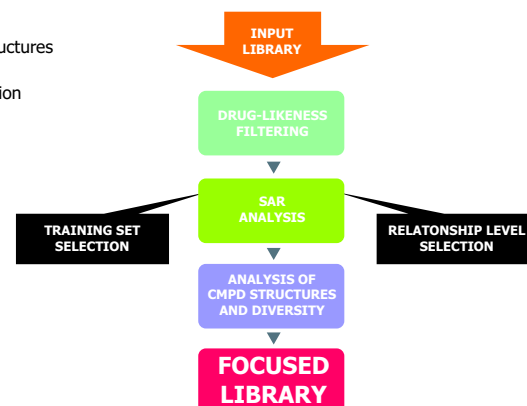 uctures
ion
INPUT
LIBRARY
DRUG-LIKENESS
FILTERING
SAR
ANALYSIS
TRAINING SET
SELECTION
RELATONSHIP LEVEL
SELECTION
ANALYSIS OF
CMPD STRUCTURES
AND DIVERSITY
FOCUSED
LIBRARY